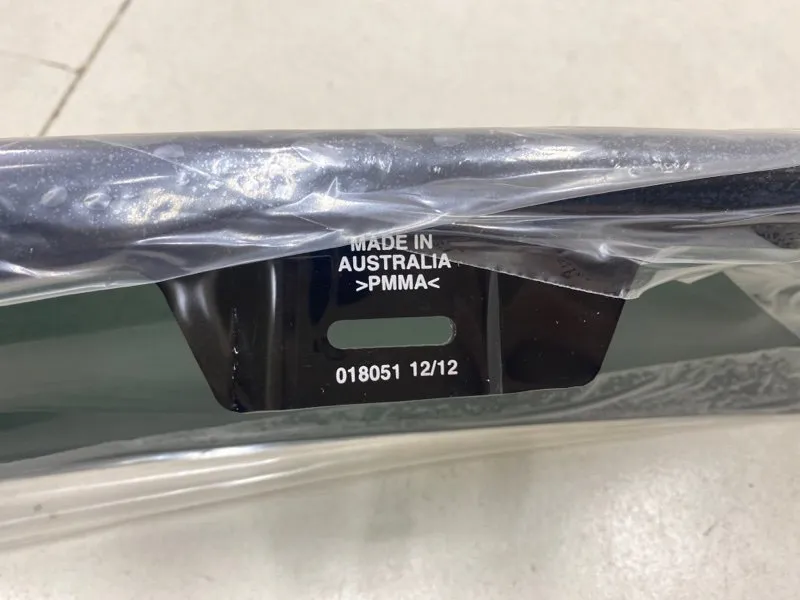 MADE IN
AUSTRALIA
>PMMA<
018051 12/12